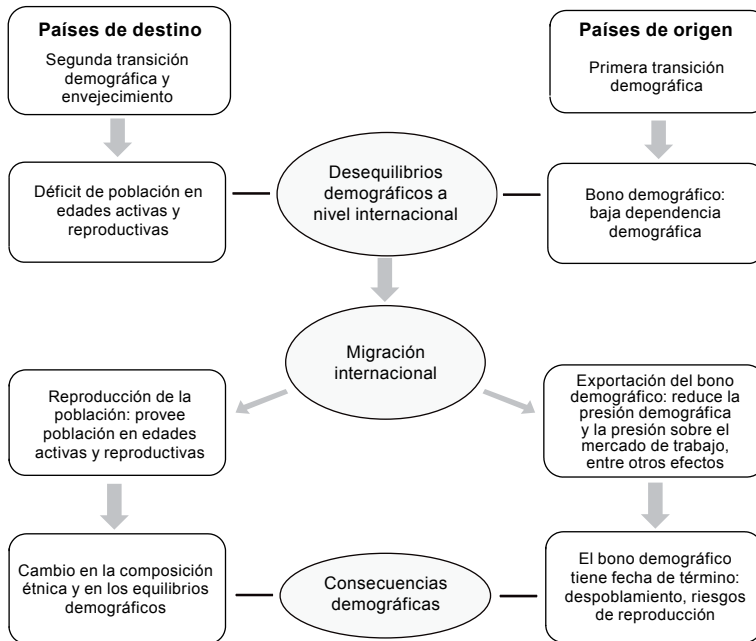 Países de destino
Segunda transición
demográfica y
envejecimiento
Países de origen
Primera transición
demográfica
Déficit de población en
edades activas y
reproductivas
Desequilibrios
demográficos a
nivel internacional
Bono demográfico:
baja dependencia
demográfica
Migración
internacional
Reproducción de la
población: provee
población en edades
activas y reproductivas
Exportación del bono
demográfico: reduce la
presión demográfica
y la presión sobre el
mercado de trabajo,
entre otros efectos
Cambio en la composición
étnica y en los equilibrios
demográficos
Consecuencias
demográficas
El bono demográfico
tiene fecha de término:
despoblamiento, riesgos
de reproducción